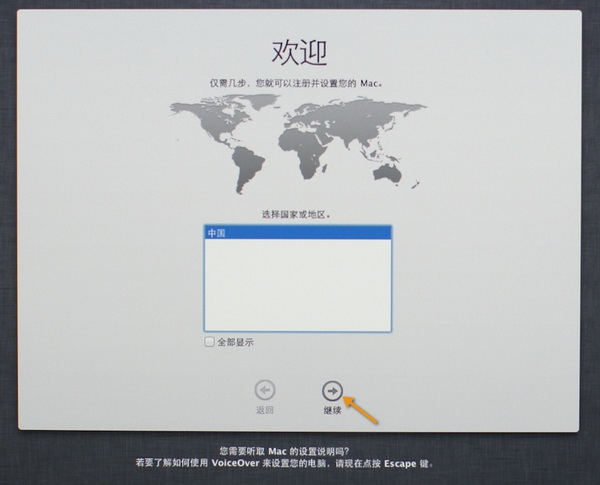 欢迎
仅需几步，您就可以注册并设置您的 Mac。
选择国家或地区。
中国
全部显示
返回
继续
您需要听取 Mac 的设置说明吗？
若要了解如何使用 VoiceOver 来设置您的电脑，请现在点按 Escape 键。